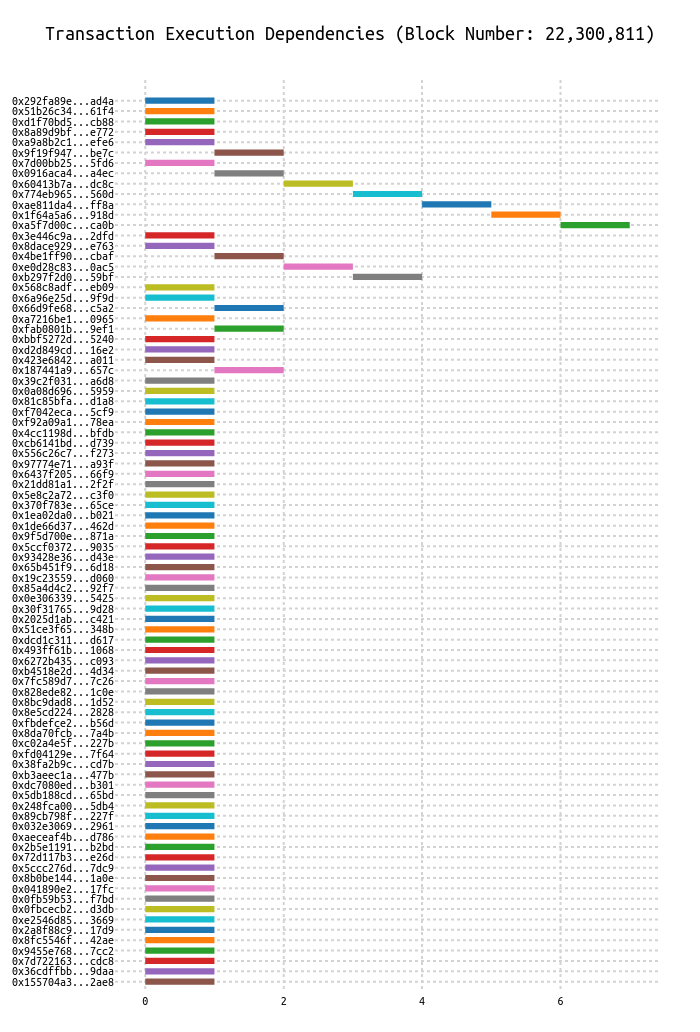 Transaction Execution Dependencies (Block Number: 22,300,811)
0x292fa89e...ad4a
0x51b26c34...61f4
0xd1f70bd5...cb88
0x8a89d9bf...e772
0xa9a8b2c1...efe6
0x9f19f947...be7c
0x7d00bb25...5fd6
0x0916aca4...a4ec
0x60413b7a...dc8c
0x774eb965...560d
0xae811da4...ff8a
0x1f64a5a6...918d
0xa5f7d00c...ca0b
0x3e446c9a...2dfd
0x8dace929...e763
0x4be1ff90...cbaf
0xe0d28c83...0ac5
0xb297f2d0...59bf
0x568c8adf...eb09
0x6a96e25d...9f9d
0x66d9fe68...c5a2
0xa7216be1...0965
0xfab0801b...9ef1
0xbbf5272d...5240
0xd2d849cd...16e2
0x423e6842...a011
0x187441a9...657c
0x39c2f031...a6d8
0x0a08d696...5959
0x81c85bfa...d1a8
0xf7042eca...5cf9
0xf92a09a1...78ea
0x4cc1198d...bfdb
0xcb6141bd...d739
0x556c26c7...f273
0x97774e71...a93f
0x6437f205...66f9
0x21dd81a1...2f2f
0x5e8c2a72...c3f0
0x370f783e...65ce
0x1ea02da0...b021
0x1de66d37...462d
0x9f5d700e...871a
0x5ccf0372...9035
0x93428e36...d43e
0x65b451f9...6d18
0x19c23559...d060
0x85a4d4c2...92f7
0x0e306339...5425
0x30f31765...9d28
0x2025d1ab...c421
0x51ce3f65...348b
0xdcd1c311...d617
0x493ff61b...1068
0x6272b435...c093
0xb4518e2d...4d34
0x7fc589d7...7c26
0x828ede82...1c0e
0x8bc9dad8...1d52
0x8e5cd224...2828
0xfbdefce2...b56d
0x8da70fcb...7a4b
0xc02a4e5f...227b
0xfd04129e...7f64
0x38fa2b9c...cd7b
0xb3aeec1a...477b
0xdc7080ed...b301
0x5db188cd...65bd
0x248fca00...5db4
0x89cb798f...227f
0x032e3069...2961
0xaeceaf4b...d786
0x2b5e1191...b2bd
0x72d117b3...e26d
0x5ccc276d...7dc9
0x8b0be144...1a0e
0x041890e2...17fc
0x0fb59b53...f7bd
0x0fbcecb2...d3db
0xe2546d85...3669
0x2a8f88c9...17d9
0x8fc5546f...42ae
0x9455e768...7cc2
0x7d722163...cdc8
0x36cdffbb...9daa
0x155704a3...2ae8
0 2 4 6